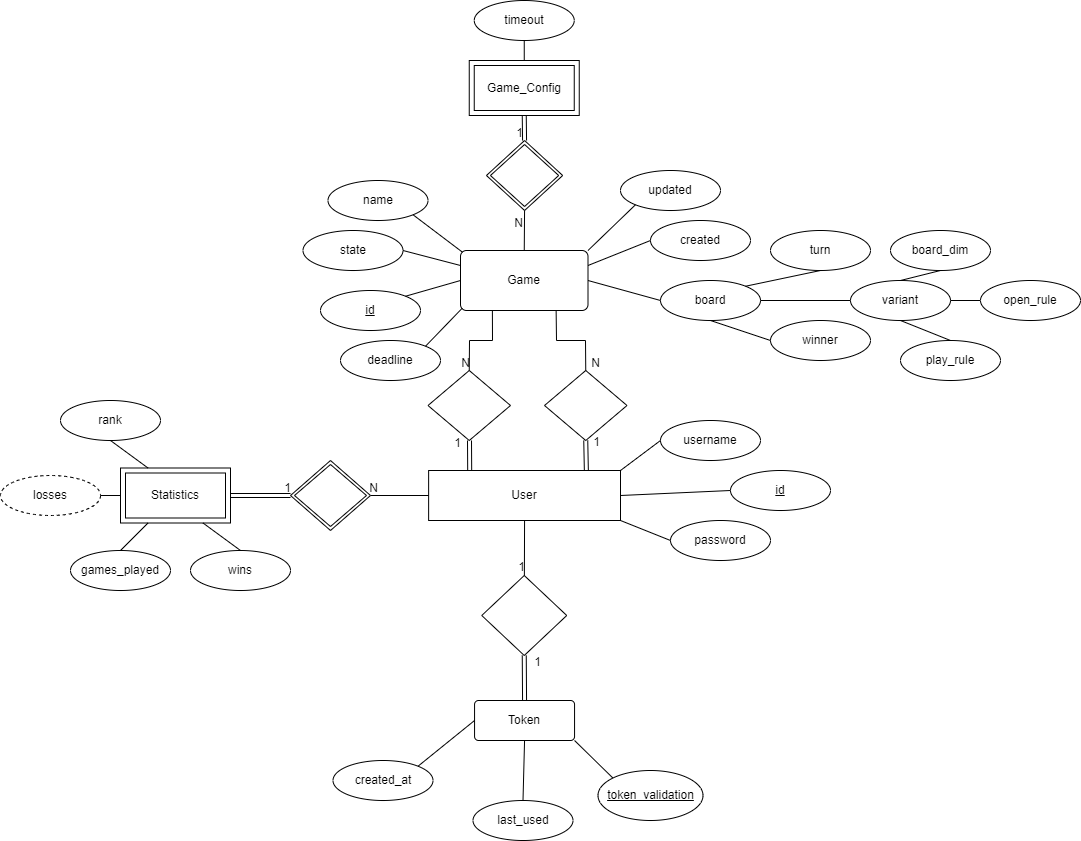 timeout
Game_Config
1
N
name
updated
state
created
turn
board_dim
Game
id
board
variant
open_rule
deadline
winner
play_rule
N
N
1
1
rank
username
losses
Statistics
1
N
User
id
password
games_played
wins
1
1
Token
created_at
token_validation
last_used